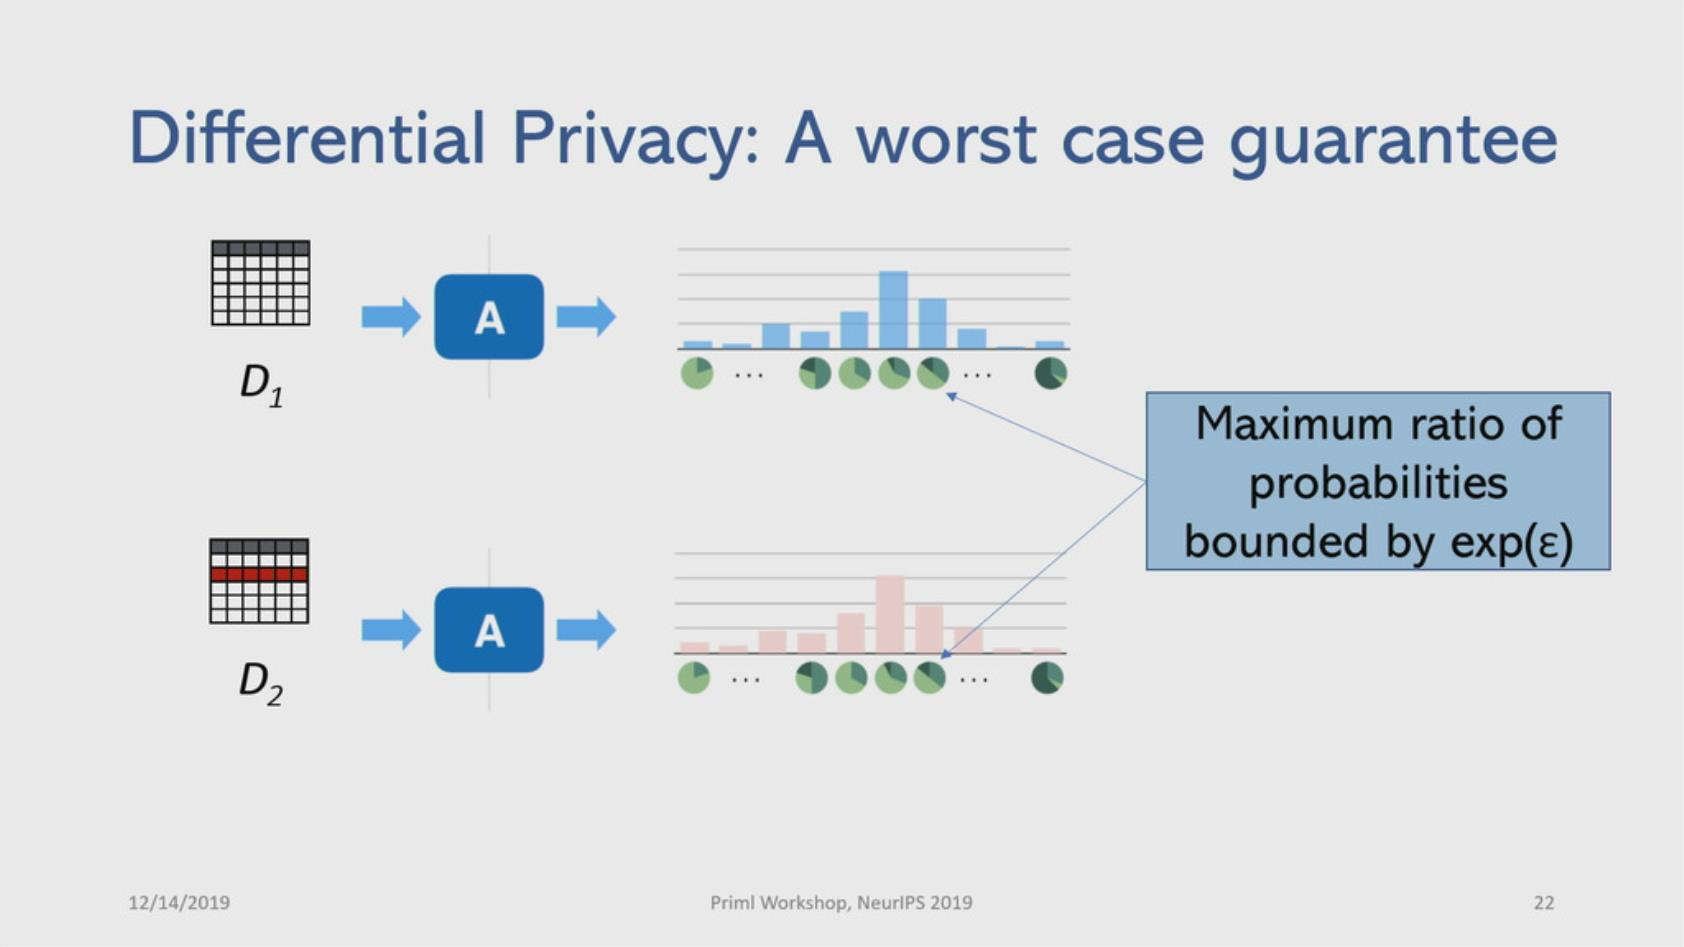 Differential Privacy: A worst case guarantee
A
D1
...
...
Maximum ratio of
probabilities
bounded by exp(ε)
A
D2
...
...
12/14/2019
Priml Workshop, NeurIPS 2019
22